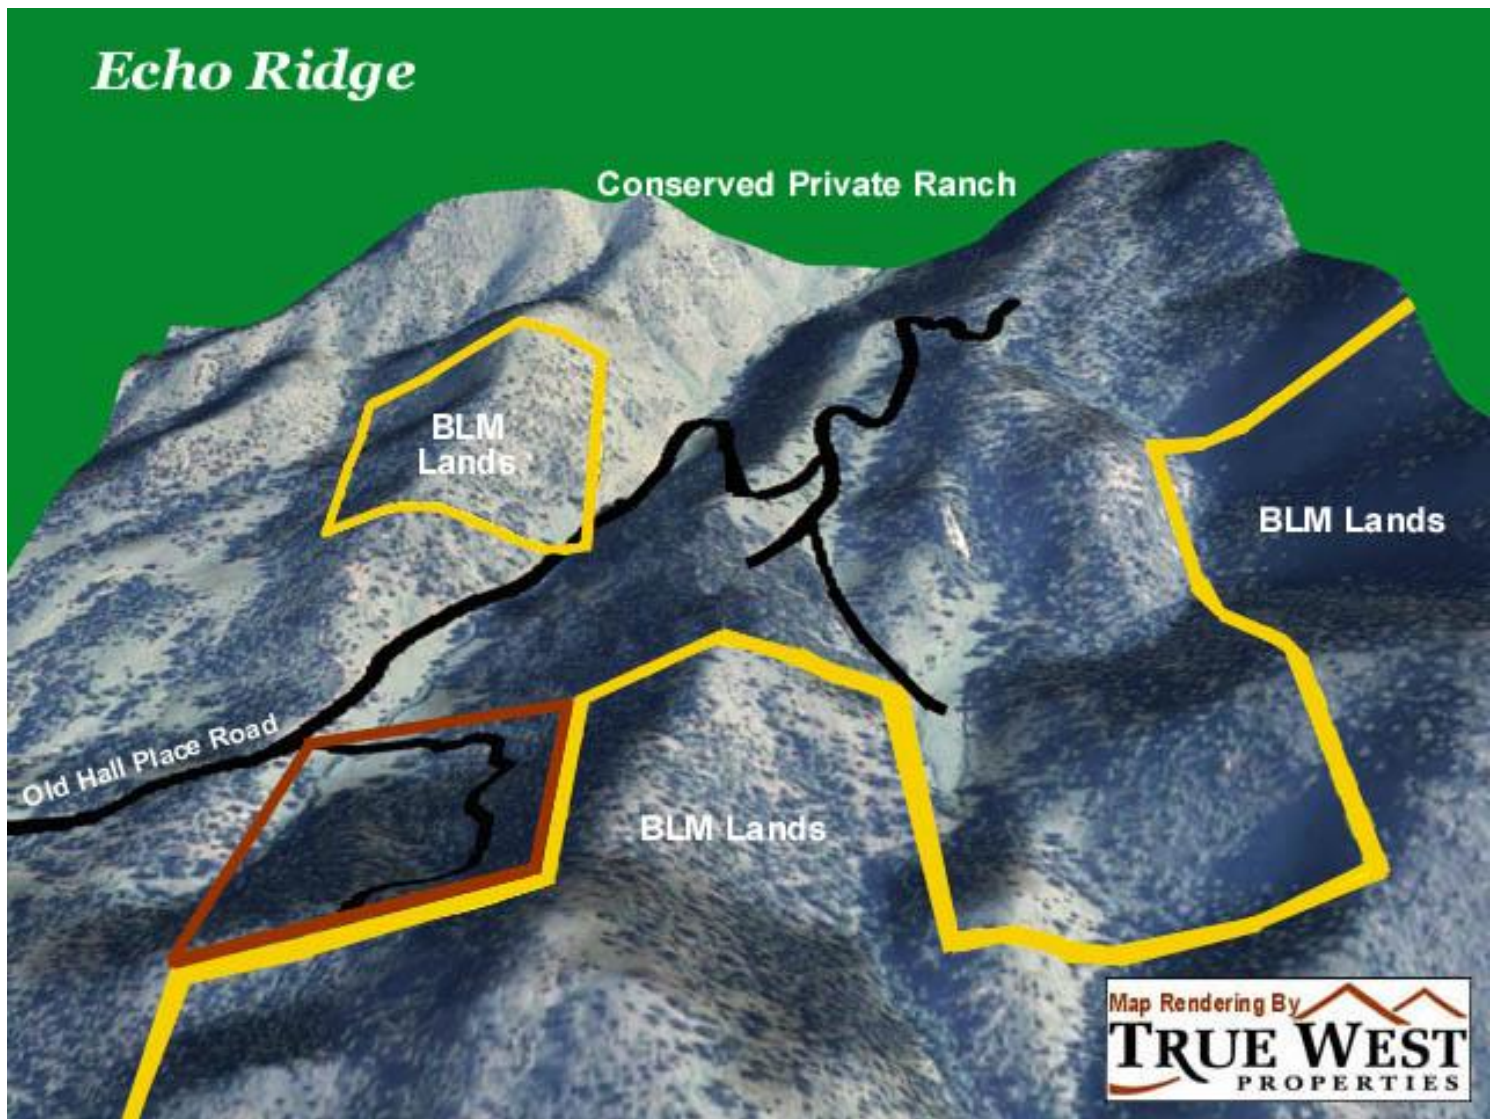 Echo Ridge
Conserved Private Ranch
BLM
Lands
BLM Lands
Old Hall Place Road
BLM Lands
Map Rendering By
TRUE WEST
PROPERTIES